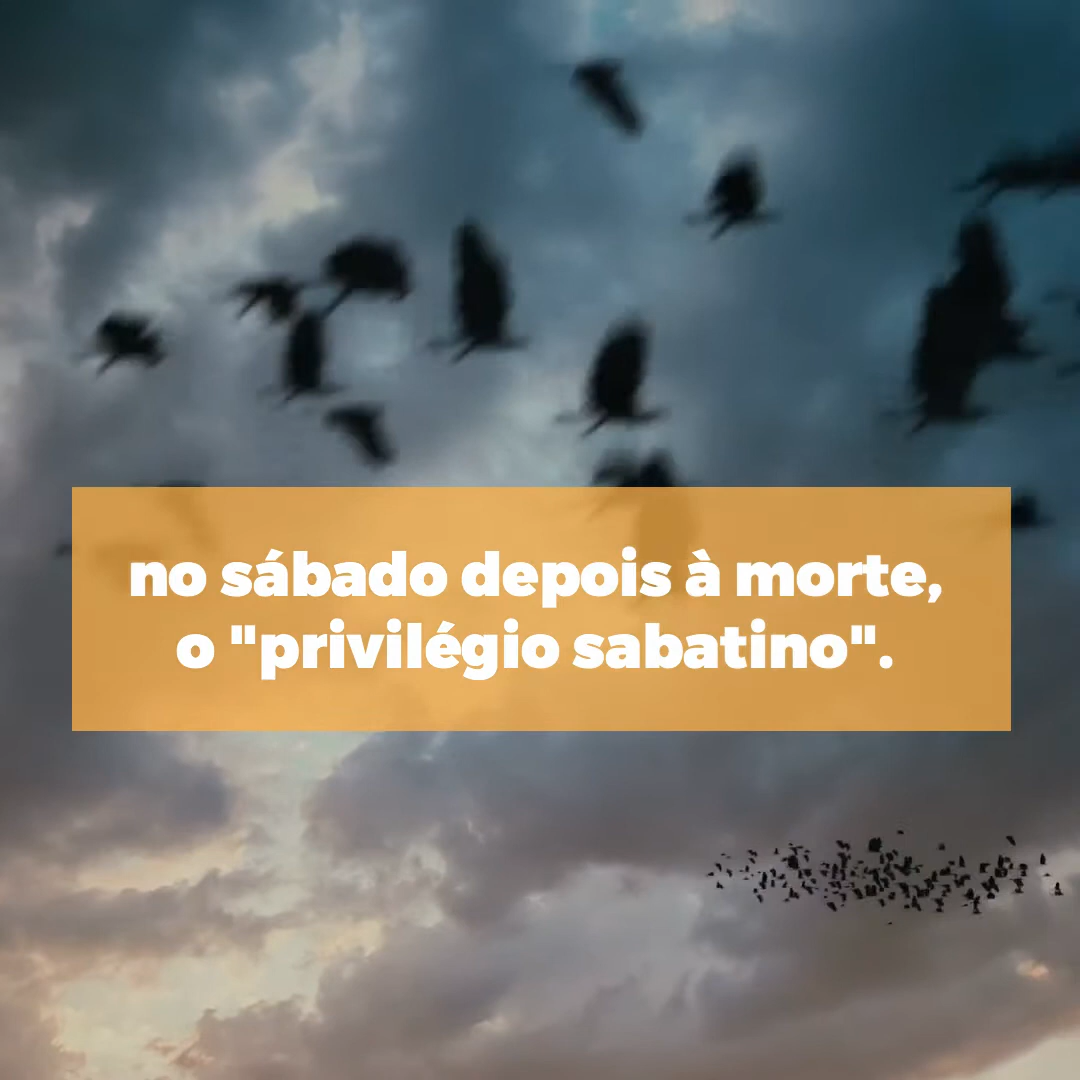 no sábado depois à morte,
o "privilégio sabatino".